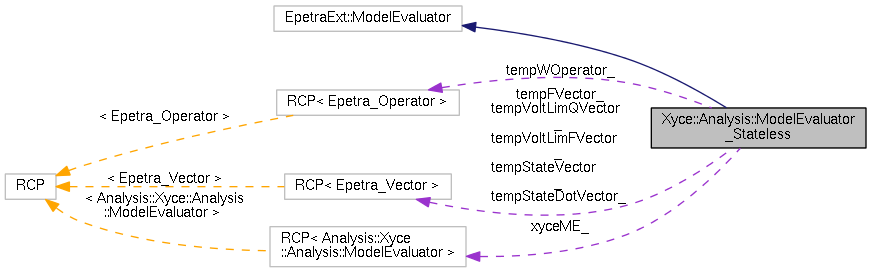 EpetraExt::ModelEvaluator
tempWOperator_
RCP< Epetra_Operator >
< Epetra_Operator >
tempFVector_
tempVoltLimQVector
_
tempVoltLimFVector
_
tempStateVector
_
tempStateDotVector_
Xyce::Analysis::ModelEvaluator
_Stateless
RCP
< Epetra_Vector >
RCP< Epetra_Vector >
< Analysis::Xyce::Analysis
::ModelEvaluator >
xyceME_
RCP< Analysis::Xyce
::Analysis::ModelEvaluator >